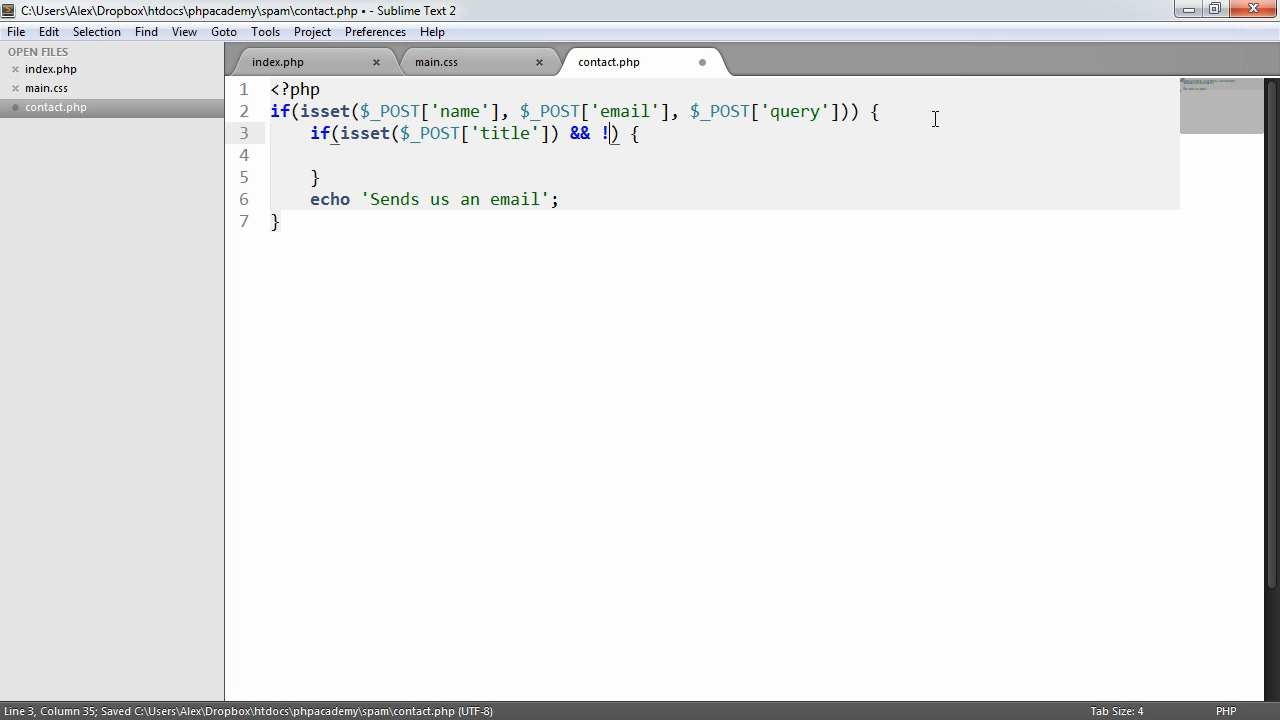 C:\Users\Alex\Dropbox\htdocs\phpacademy\spam\contact.php • - Sublime Text 2
File Edit Selection Find View Goto Tools Project Preferences Help
OPEN FILES
index.php
main.css
contact.php
index.php main.css contact.php
1 <?php
2 if(isset($_POST['name'], $_POST['email'], $_POST['query'])) {
3     if(isset($_POST['title']) && !) {
4
5     }
6     echo 'Sends us an email';
7 }
Line 3, Column 35; Saved C:\Users\Alex\Dropbox\htdocs\phpacademy\spam\contact.php (UTF-8) Tab Size: 4 PHP